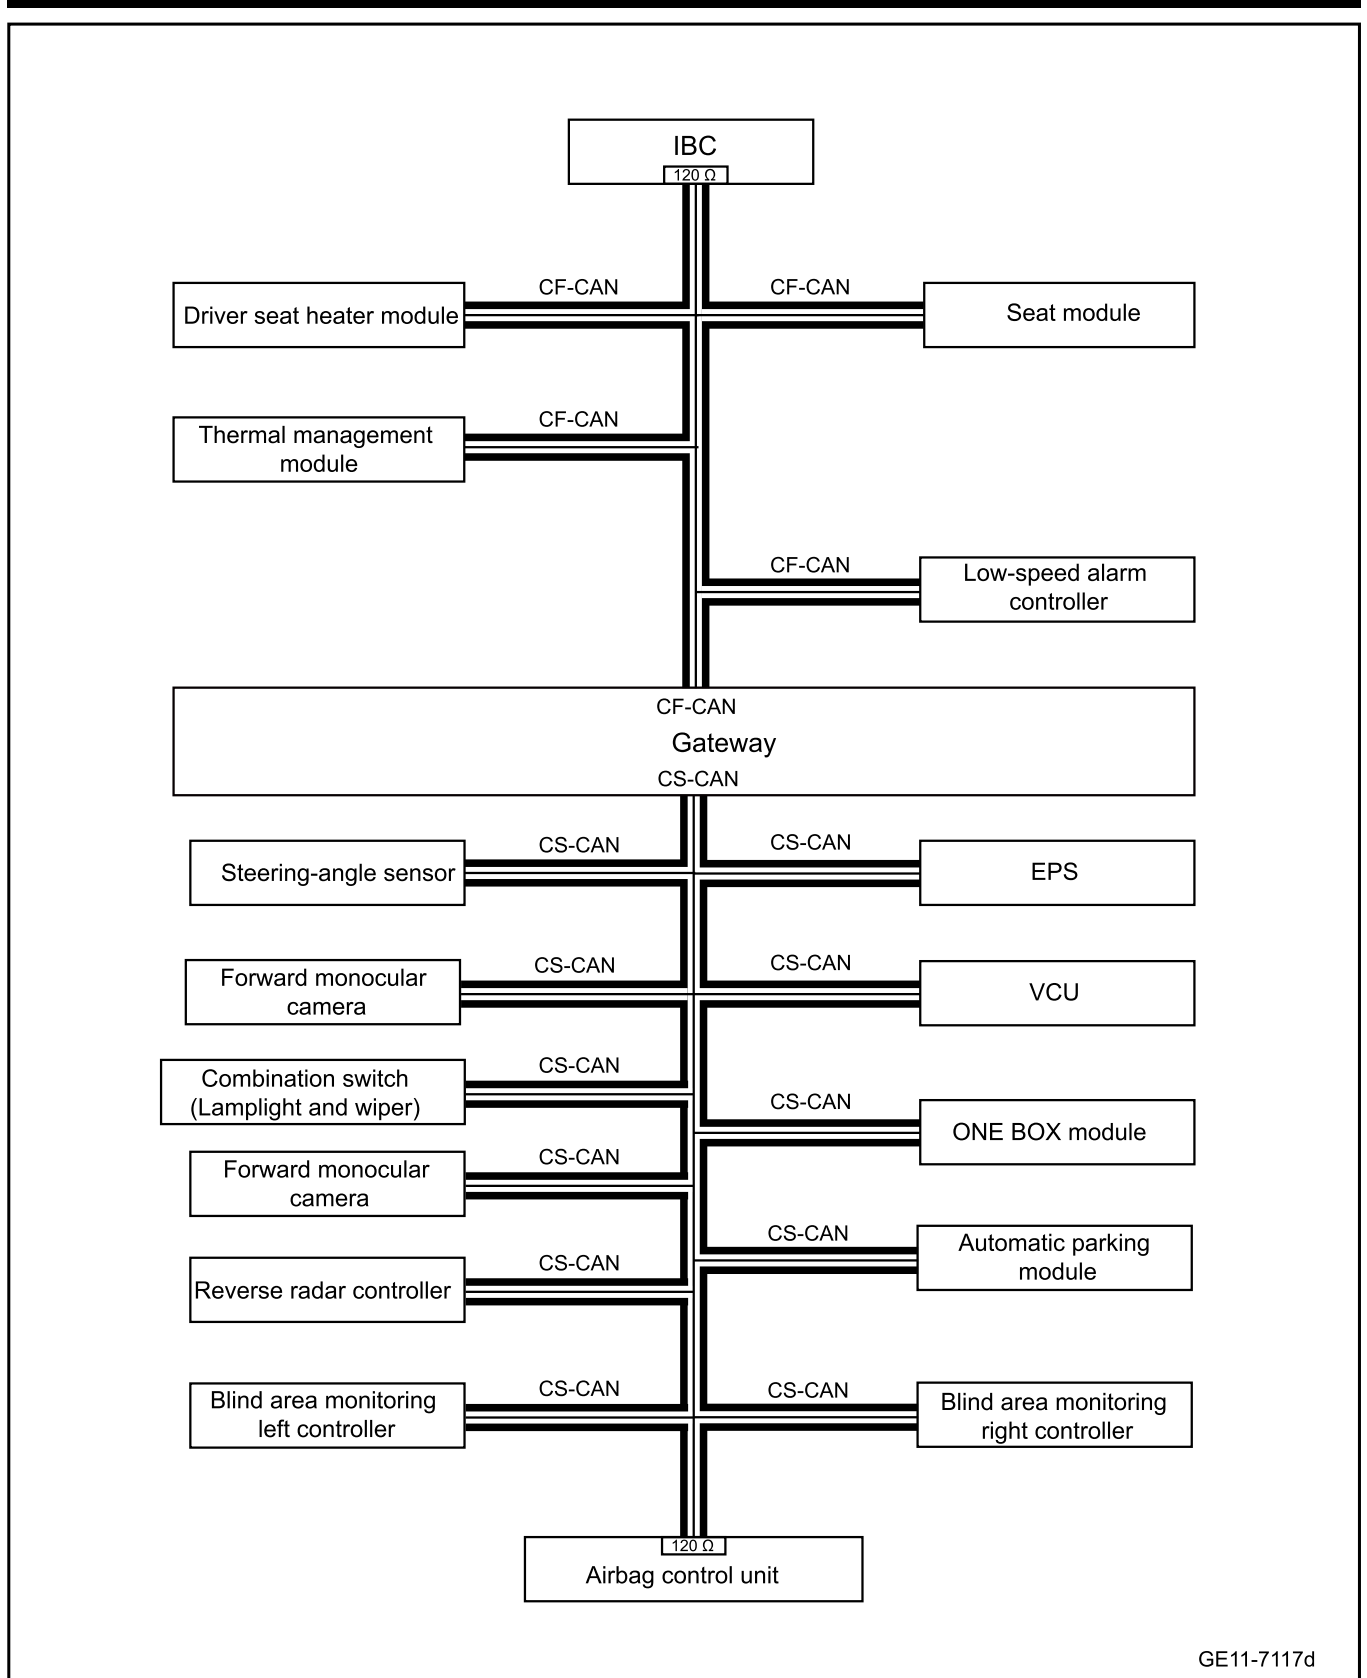 IBC
120 Ω
CF-CAN
CF-CAN
Driver seat heater module
Seat module
CF-CAN
Thermal management
module
CF-CAN
Low-speed alarm
controller
CF-CAN
Gateway
CS-CAN
CS-CAN
CS-CAN
Steering-angle sensor
EPS
CS-CAN
CS-CAN
Forward monocular
camera
VCU
CS-CAN
Combination switch
(Lamplight and wiper)
CS-CAN
ONE BOX module
CS-CAN
Forward monocular
camera
CS-CAN
Automatic parking
module
CS-CAN
Reverse radar controller
CS-CAN
CS-CAN
Blind area monitoring
left controller
Blind area monitoring
right controller
120 Ω
Airbag control unit
GE11-7117d